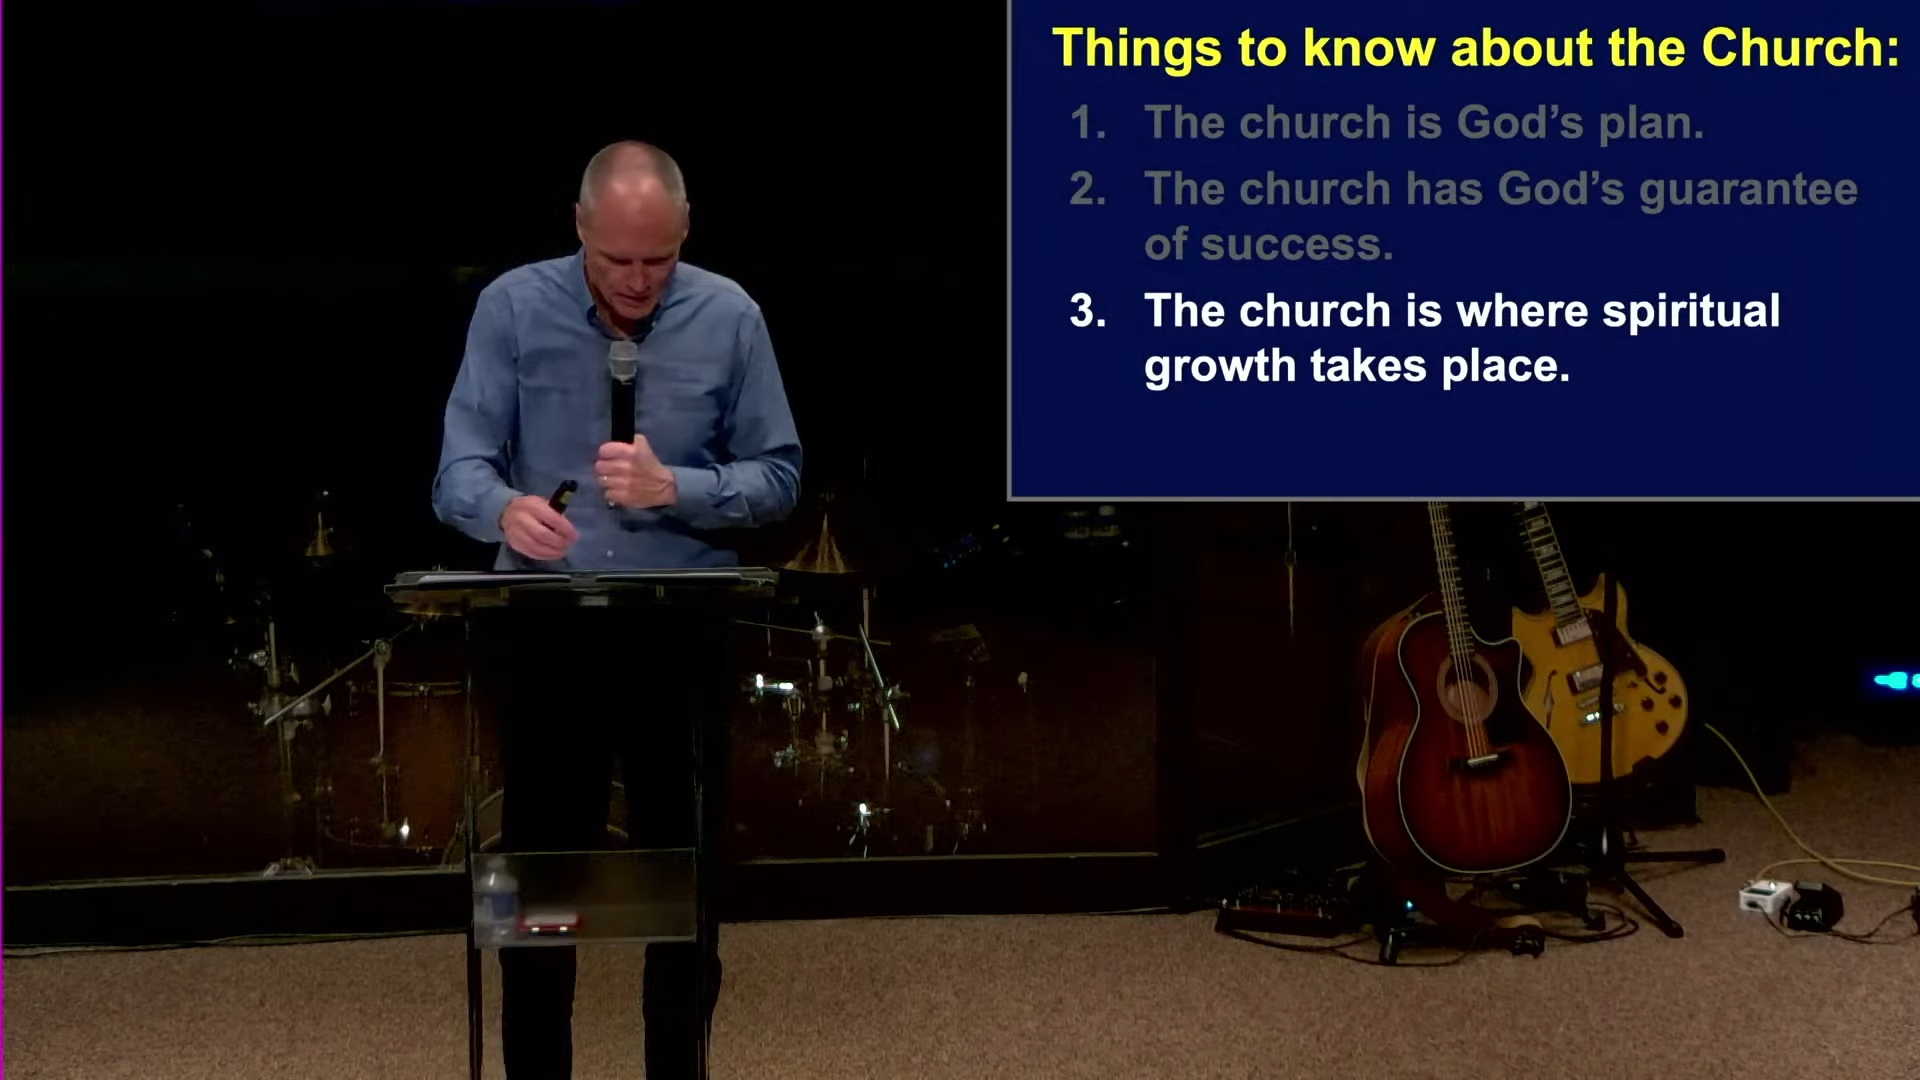 Things to know about the Church:
1. The church is God’s plan.
2. The church has God’s guarantee
of success.
3. The church is where spiritual
growth takes place.